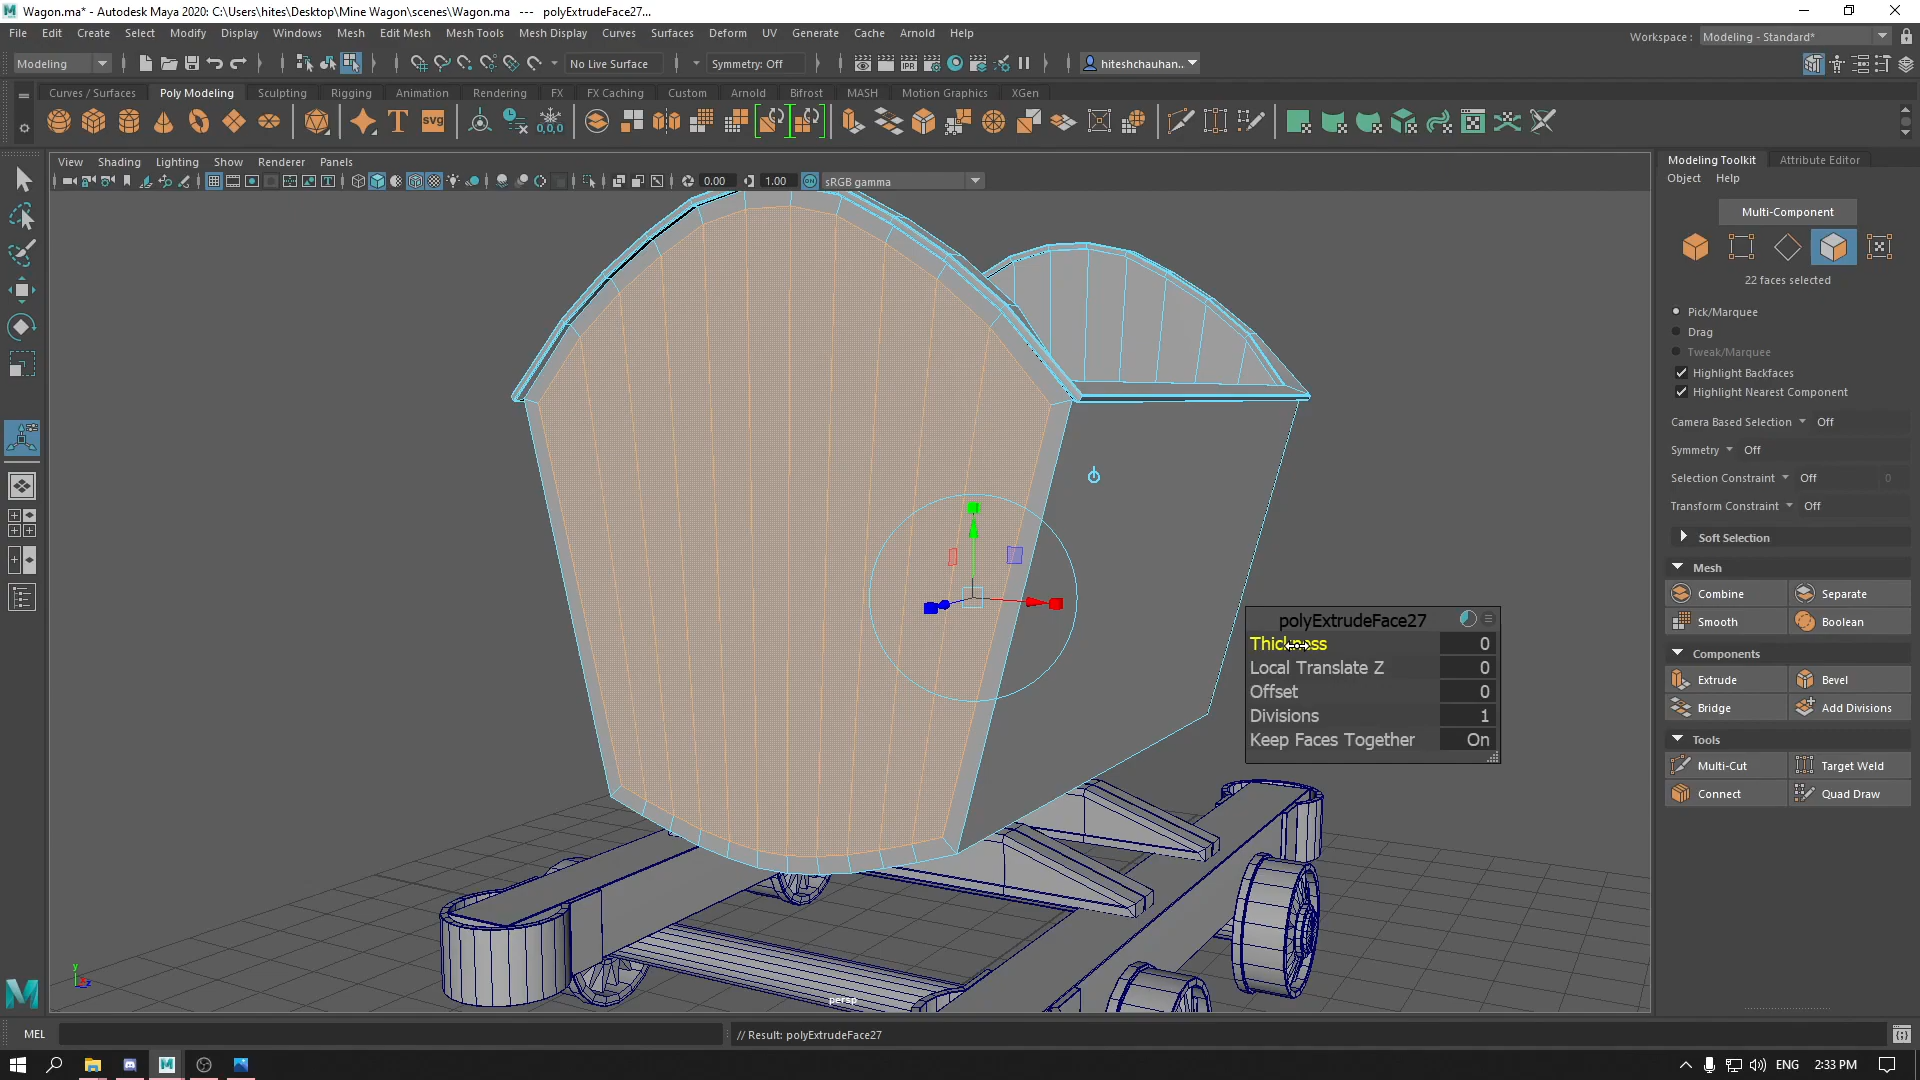 Wagon.ma* - Autodesk Maya 2020: C:\Users\hites\Desktop\Mine Wagon\scenes\Wagon.ma   ---   polyExtrudeFace27...
File Edit Create Select Modify Display Windows Mesh Edit Mesh Mesh Tools Mesh Display Curves Surfaces Deform UV Generate Cache Arnold Help
Workspace : Modeling - Standard*
Modeling No Live Surface Symmetry: Off hiteshchauhan...
Curves / Surfaces Poly Modeling Sculpting Rigging Animation Rendering FX FX Caching Custom Arnold Bifrost MASH Motion Graphics XGen
T svg 0,0,0
View Shading Lighting Show Renderer Panels
0.00 1.00 sRGB gamma
Modeling Toolkit Attribute Editor
Object Help
Multi-Component
22 faces selected
Pick/Marquee
Drag
Tweak/Marquee
Highlight Backfaces
Highlight Nearest Component
Camera Based Selection Off
Symmetry Off
Selection Constraint Off 0
Transform Constraint Off
Soft Selection
Mesh
Combine Separate
Smooth Boolean
Components
Extrude Bevel
Bridge Add Divisions
Tools
Multi-Cut Target Weld
Connect Quad Draw
polyExtrudeFace27
Thickness 0
Local Translate Z 0
Offset 0
Divisions 1
Keep Faces Together On
y
z
persp
MEL // Result: polyExtrudeFace27
ENG 2:33 PM